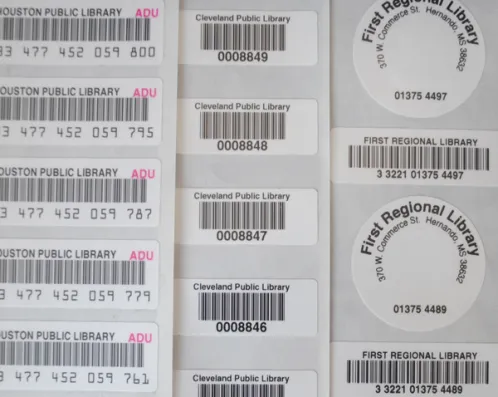 HOUSTON PUBLIC LIBRARY ADU
33 477 452 059 800
OUSTON PUBLIC LIBRARY ADU
3 477 452 059 795
OUSTON PUBLIC LIBRARY ADU
3 477 452 059 787
OUSTON PUBLIC LIBRARY ADU
3 477 452 059 779
OUSTON PUBLIC LIBRARY ADU
3 477 452 059 761
Cleveland Public Library
0008849
Cleveland Public Library
0008848
Cleveland Public Library
0008847
Cleveland Public Library
0008846
Cleveland Public Library
First Regional Library
370 W. Commerce St. Hernando, MS 38632
01375 4497
FIRST REGIONAL LIBRARY
3 3221 01375 4497
First Regional Library
370 W. Commerce St. Hernando, MS 38632
01375 4489
FIRST REGIONAL LIBRARY
3 3221 01375 4489